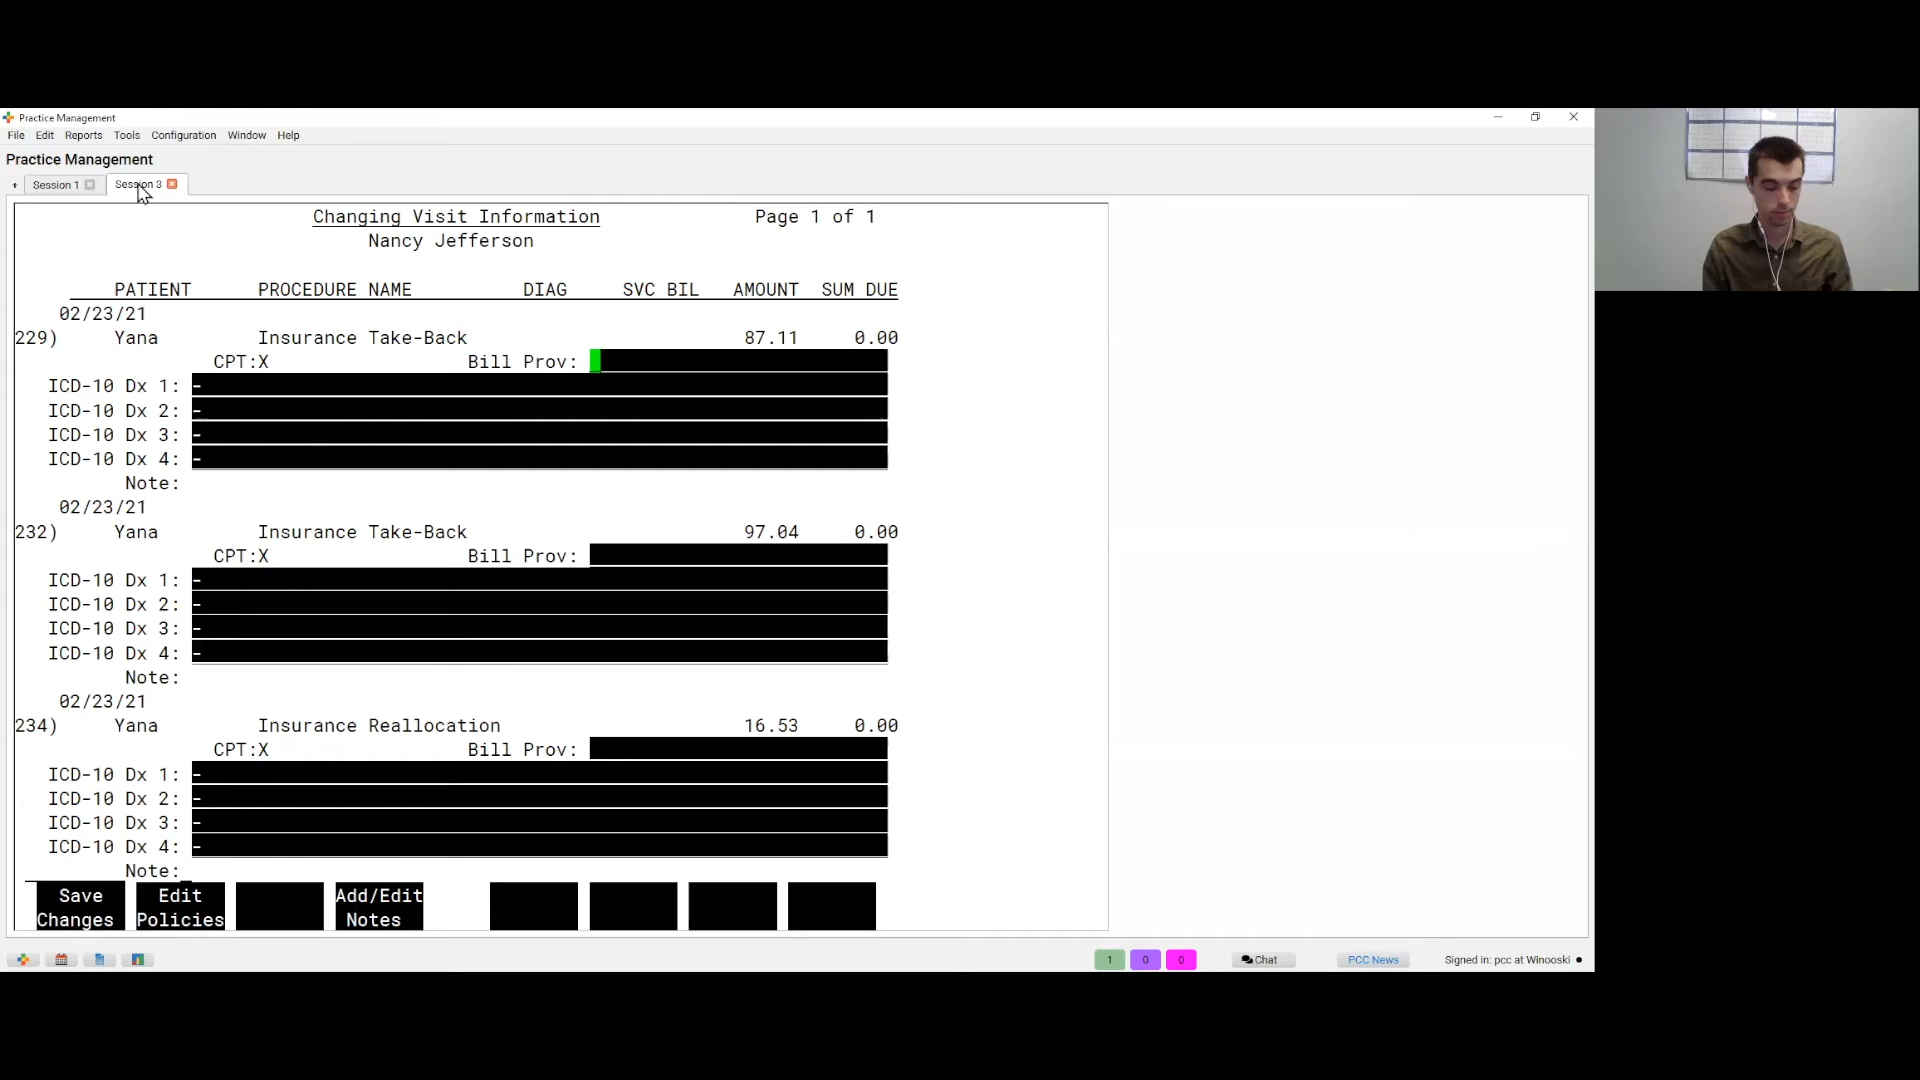 Practice Management
File Edit Reports Tools Configuration Window Help
Practice Management
+ Session 1 Session 3
Changing Visit Information Page 1 of 1
Nancy Jefferson
PATIENT PROCEDURE NAME DIAG SVC BIL AMOUNT SUM DUE
02/23/21
229) Yana Insurance Take-Back 87.11 0.00
CPT:X Bill Prov:
ICD-10 Dx 1: -
ICD-10 Dx 2: -
ICD-10 Dx 3: -
ICD-10 Dx 4: -
Note:
02/23/21
232) Yana Insurance Take-Back 97.04 0.00
CPT:X Bill Prov:
ICD-10 Dx 1: -
ICD-10 Dx 2: -
ICD-10 Dx 3: -
ICD-10 Dx 4: -
Note:
02/23/21
234) Yana Insurance Reallocation 16.53 0.00
CPT:X Bill Prov:
ICD-10 Dx 1: -
ICD-10 Dx 2: -
ICD-10 Dx 3: -
ICD-10 Dx 4: -
Note:
Save Edit Add/Edit
Changes Policies Notes
1 0 0 Chat PCC News Signed in: pcc at Winooski